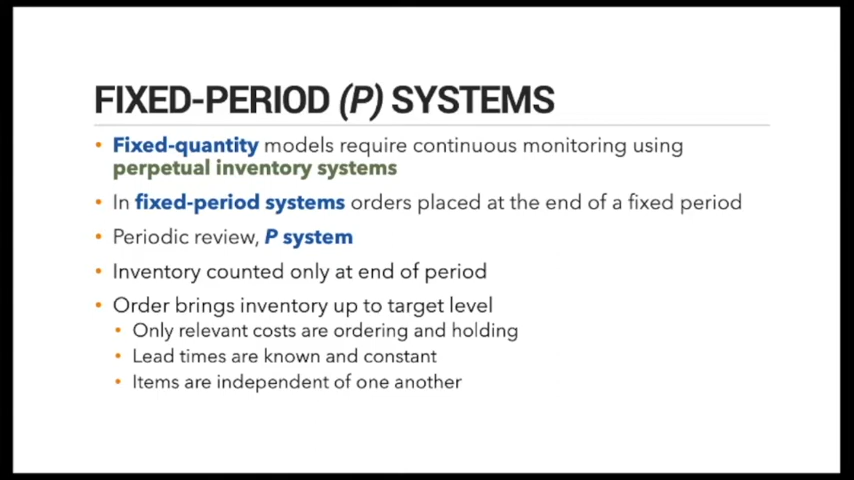 FIXED-PERIOD (P) SYSTEMS
• Fixed-quantity models require continuous monitoring using
perpetual inventory systems
• In fixed-period systems orders placed at the end of a fixed period
• Periodic review, P system
• Inventory counted only at end of period
• Order brings inventory up to target level
• Only relevant costs are ordering and holding
• Lead times are known and constant
• Items are independent of one another